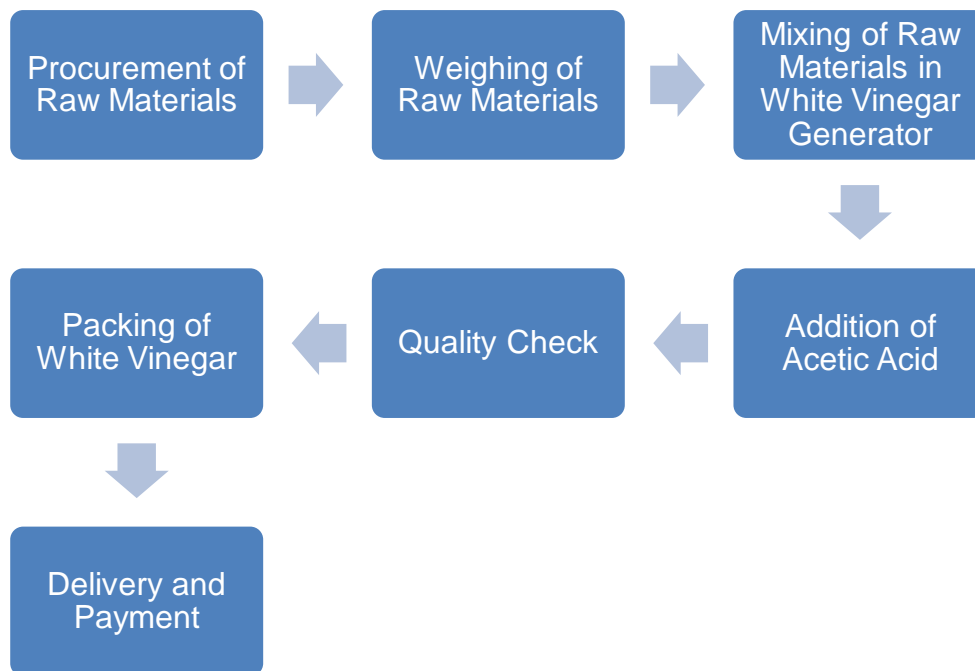 Procurement of
Raw Materials
Weighing of
Raw Materials
Mixing of Raw
Materials in
White Vinegar
Generator
Addition of
Acetic Acid
Quality Check
Packing of
White Vinegar
Delivery and
Payment